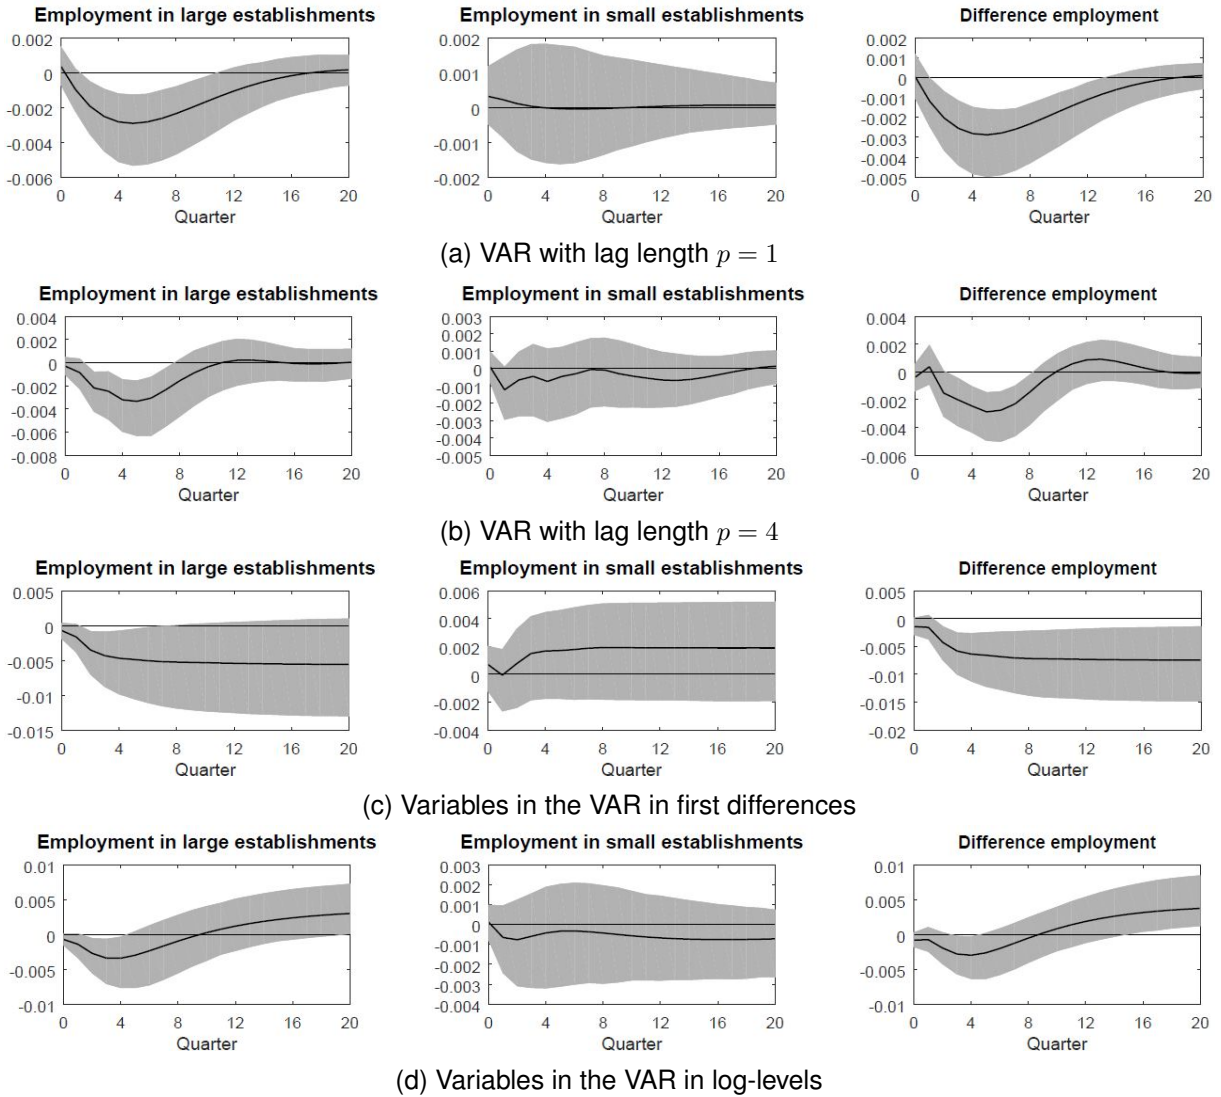 Employment in large establishments Employment in small establishments Difference employment
0.002 0.002 0.002
0.001
0 0.001 0
-0.001
-0.002 0 -0.002
-0.003
-0.004 -0.001 -0.004
-0.006 -0.002 -0.005
0 4 8 12 16 20 0 4 8 12 16 20 0 4 8 12 16 20
Quarter Quarter Quarter
(a) VAR with lag length p = 1
Employment in large establishments Employment in small establishments Difference employment
0.004 0.003 0.004
0.002 0.002
0.001
0 0 0
-0.001
-0.002 -0.002 -0.002
-0.004 -0.003 -0.004
-0.006
-0.008 -0.005 -0.006
0 4 8 12 16 20 0 4 8 12 16 20 0 4 8 12 16 20
Quarter Quarter Quarter
(b) VAR with lag length p = 4
Employment in large establishments Employment in small establishments Difference employment
0.005 0.006 0.005
0.004
0 0
0.002
-0.005 -0.005
0
-0.01 -0.01
-0.002 -0.015
-0.015 -0.004 -0.02
0 4 8 12 16 20 0 4 8 12 16 20 0 4 8 12 16 20
Quarter Quarter Quarter
(c) Variables in the VAR in first differences
Employment in large establishments Employment in small establishments Difference employment
0.01 0.003 0.01
0.002
0.005 0.001 0.005
0 0 0
-0.001
-0.005 -0.002 -0.005
-0.003
-0.01 -0.004 -0.01
0 4 8 12 16 20 0 4 8 12 16 20 0 4 8 12 16 20
Quarter Quarter Quarter
(d) Variables in the VAR in log-levels